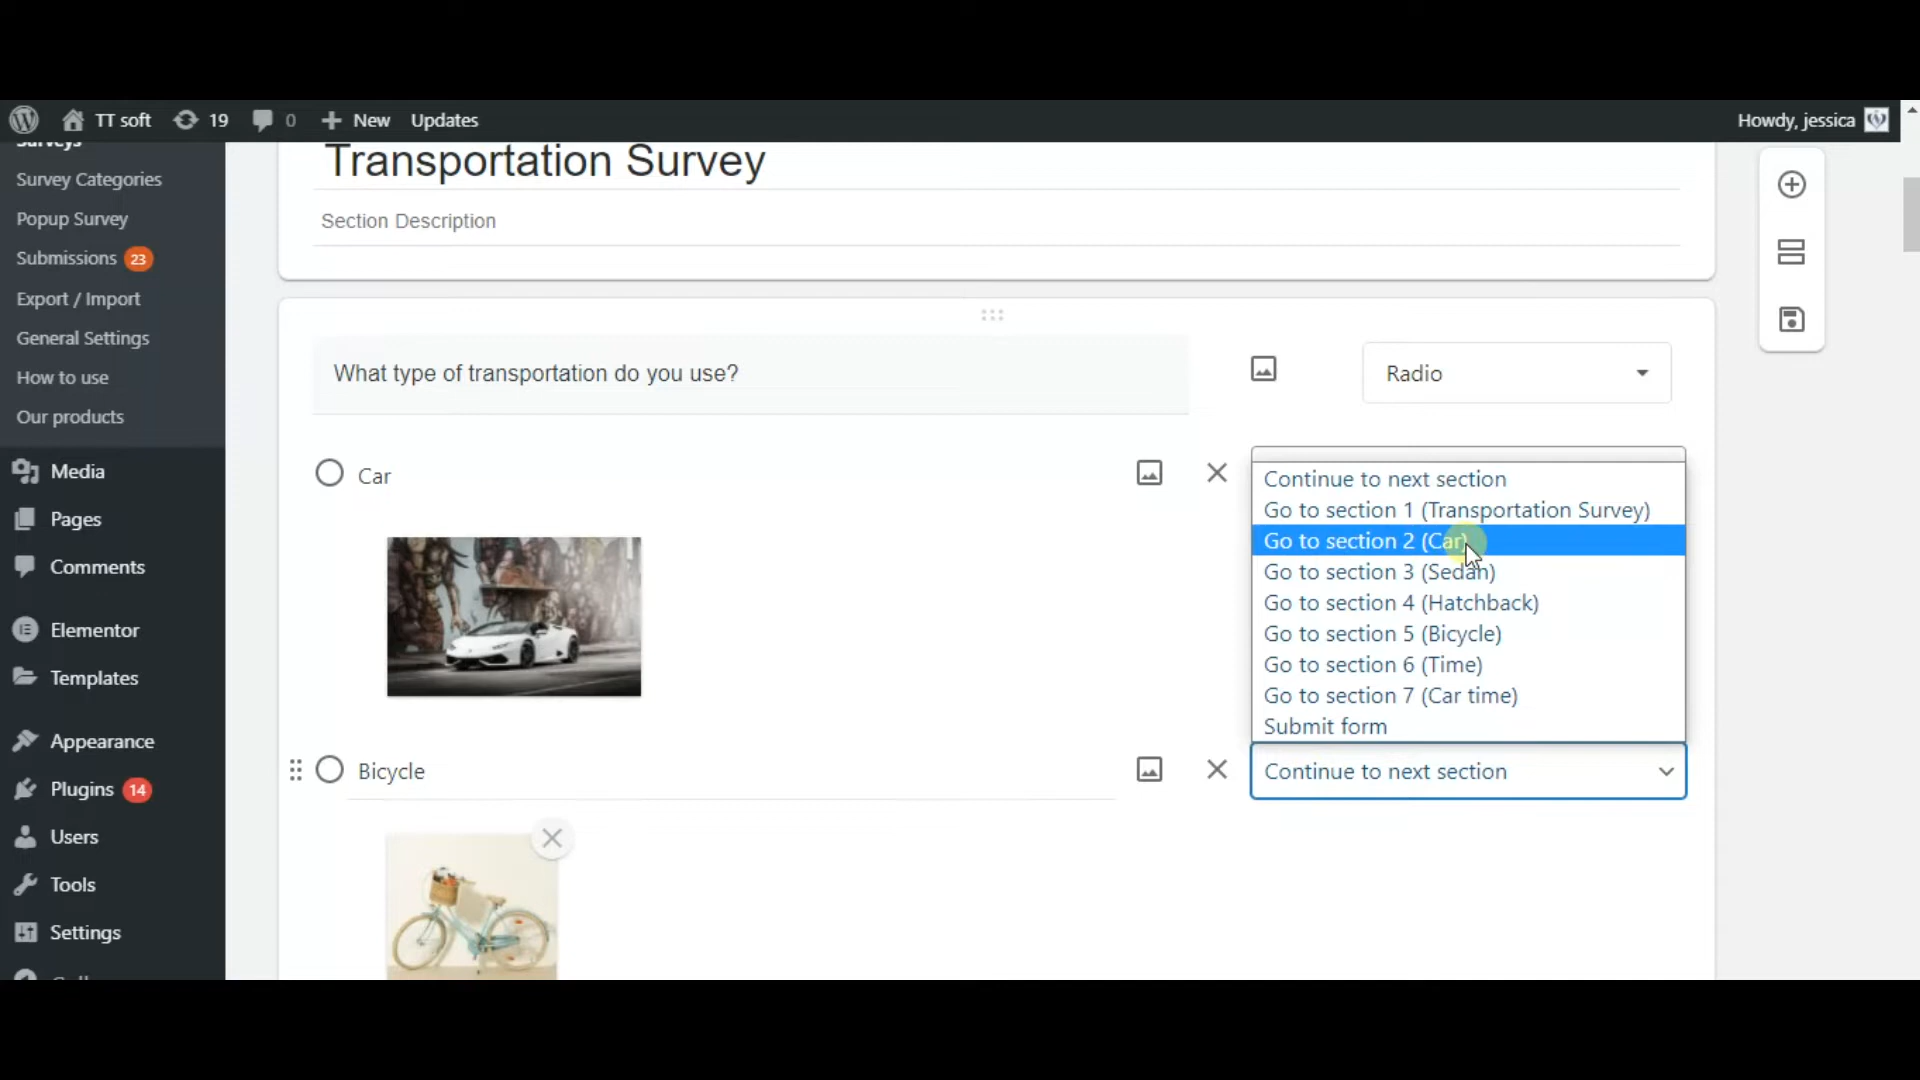 TT soft 19 0 New Updates Howdy, jessica
Surveys
Survey Categories
Popup Survey
Submissions 23
Export / Import
General Settings
How to use
Our products
Media
Pages
Comments
Elementor
Templates
Appearance
Plugins 14
Users
Tools
Settings
Transportation Survey
Section Description
What type of transportation do you use?
Radio
Car
Continue to next section
Go to section 1 (Transportation Survey)
Go to section 2 (Car)
Go to section 3 (Sedan)
Go to section 4 (Hatchback)
Go to section 5 (Bicycle)
Go to section 6 (Time)
Go to section 7 (Car time)
Submit form
Bicycle
Continue to next section